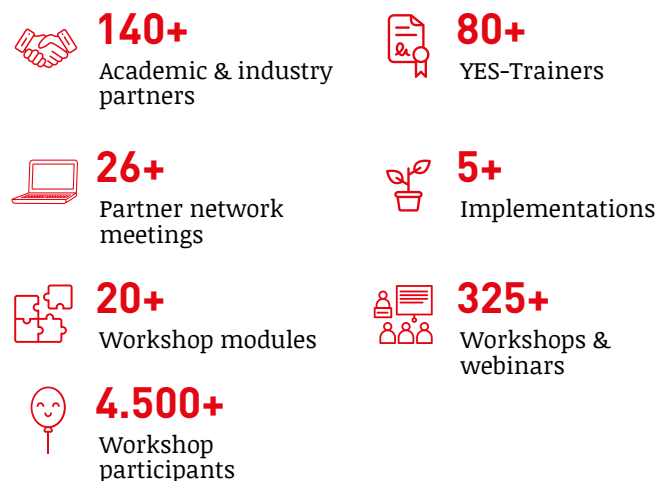 140+
Academic & industry
partners
80+
YES-Trainers
26+
Partner network
meetings
5+
Implementations
20+
Workshop modules
325+
Workshops &
webinars
4.500+
Workshop
participants